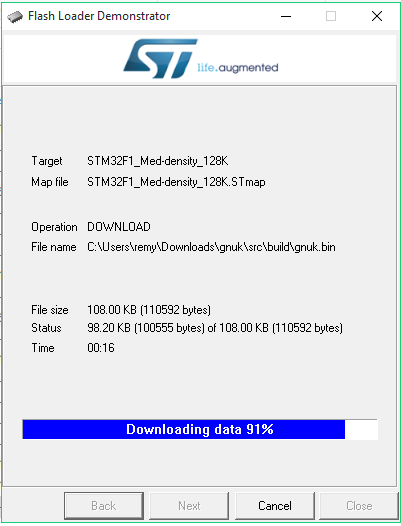 Flash Loader Demonstrator
ST life.augmented
Target STM32F1_Med-density_128K
Map file STM32F1_Med-density_128K.STmap
Operation DOWNLOAD
File name C:\Users\remy\Downloads\gnuk\src\build\gnuk.bin
File size 108.00 KB (110592 bytes)
Status 98.20 KB (100555 bytes) of 108.00 KB (110592 bytes)
Time 00:16
Downloading data 91%
Back Next Cancel Close